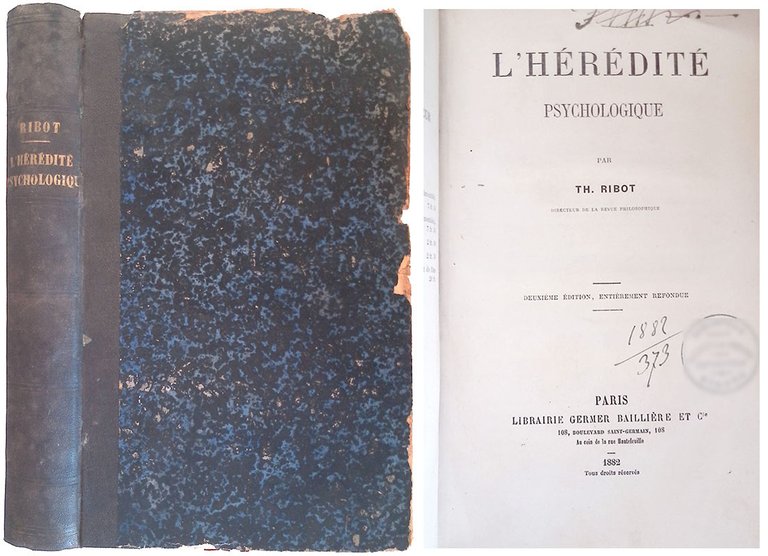 RIBOT
L'HÉRÉDITÉ
PSYCHOLOGIQU
L'HÉRÉDITÉ
PSYCHOLOGIQUE
PAR
TH. RIBOT
DIRECTEUR DE LA REVUE PHILOSOPHIQUE
DEUXIÈME ÉDITION, ENTIÈREMENT REFONDUE
1882
373
PARIS
LIBRAIRIE GERMER BAILLIÈRE ET Cie
108, BOULEVARD SAINT-GERMAIN, 108
Au coin de la rue Hautefeuille
1882
Tous droits réservés